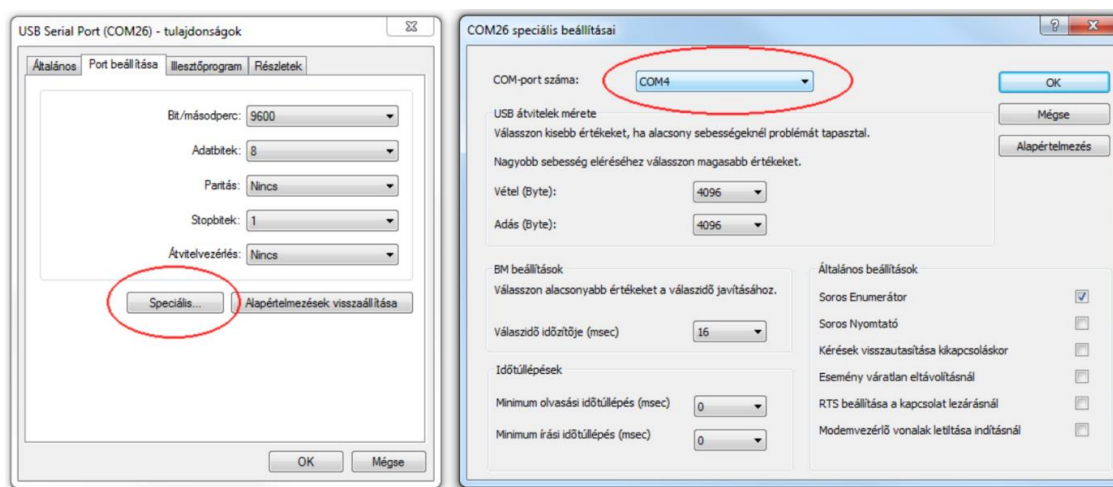 USB Serial Port (COM26) - tulajdonságok
Általános
Port beállítása
Illesztőprogram
Részletek
Bit/másodperc: 9600
Adatbitek: 8
Paritás: Nincs
Stopbitek: 1
Átvitelvezérlés: Nincs
Speciális...
Alapértelmezések visszaállítása
OK
Mégse
COM26 speciális beállításai
COM-port száma: COM4
OK
Mégse
Alapértelmezés
USB átvitelek mérete
Válasszon kisebb értékeket, ha alacsony sebességeknél problémát tapasztal.
Nagyobb sebesség eléréséhez válasszon magasabb értékeket.
Vétel (Byte): 4096
Adás (Byte): 4096
BM beállítások
Válasszon alacsonyabb értékeket a válaszidő javításához.
Válaszidő időzítője (msec) 16
Időtúllépések
Minimum olvasási időtúllépés (msec) 0
Minimum írási időtúllépés (msec) 0
Általános beállítások
Soros Enumerátor
Soros Nyomtató
Kérések visszautasítása kikapcsoláskor
Esemény váratlan eltávolításnál
RTS beállítása a kapcsolat lezárásnál
Modemvezérlő vonalak letiltása indításnál